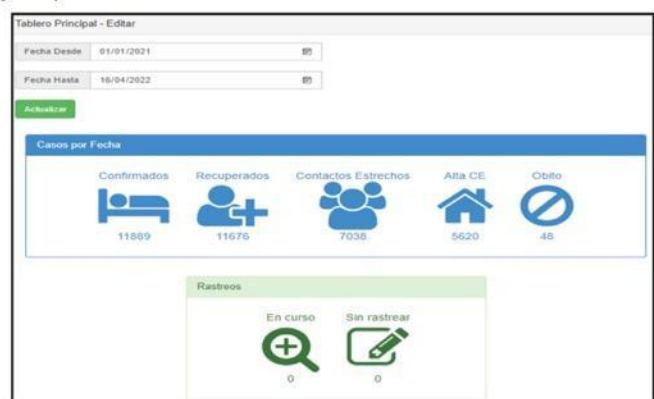 Tablero Principal - Editar
Fecha Desde 01/01/2021
Fecha Hasta 16/04/2022
Actualizar
Casos por Fecha
Confirmados Recuperados Contactos Estrechos Alta CE Obito
11889 11676 7038 5620 48
Rastreos
En curso Sin rastrear
0 0